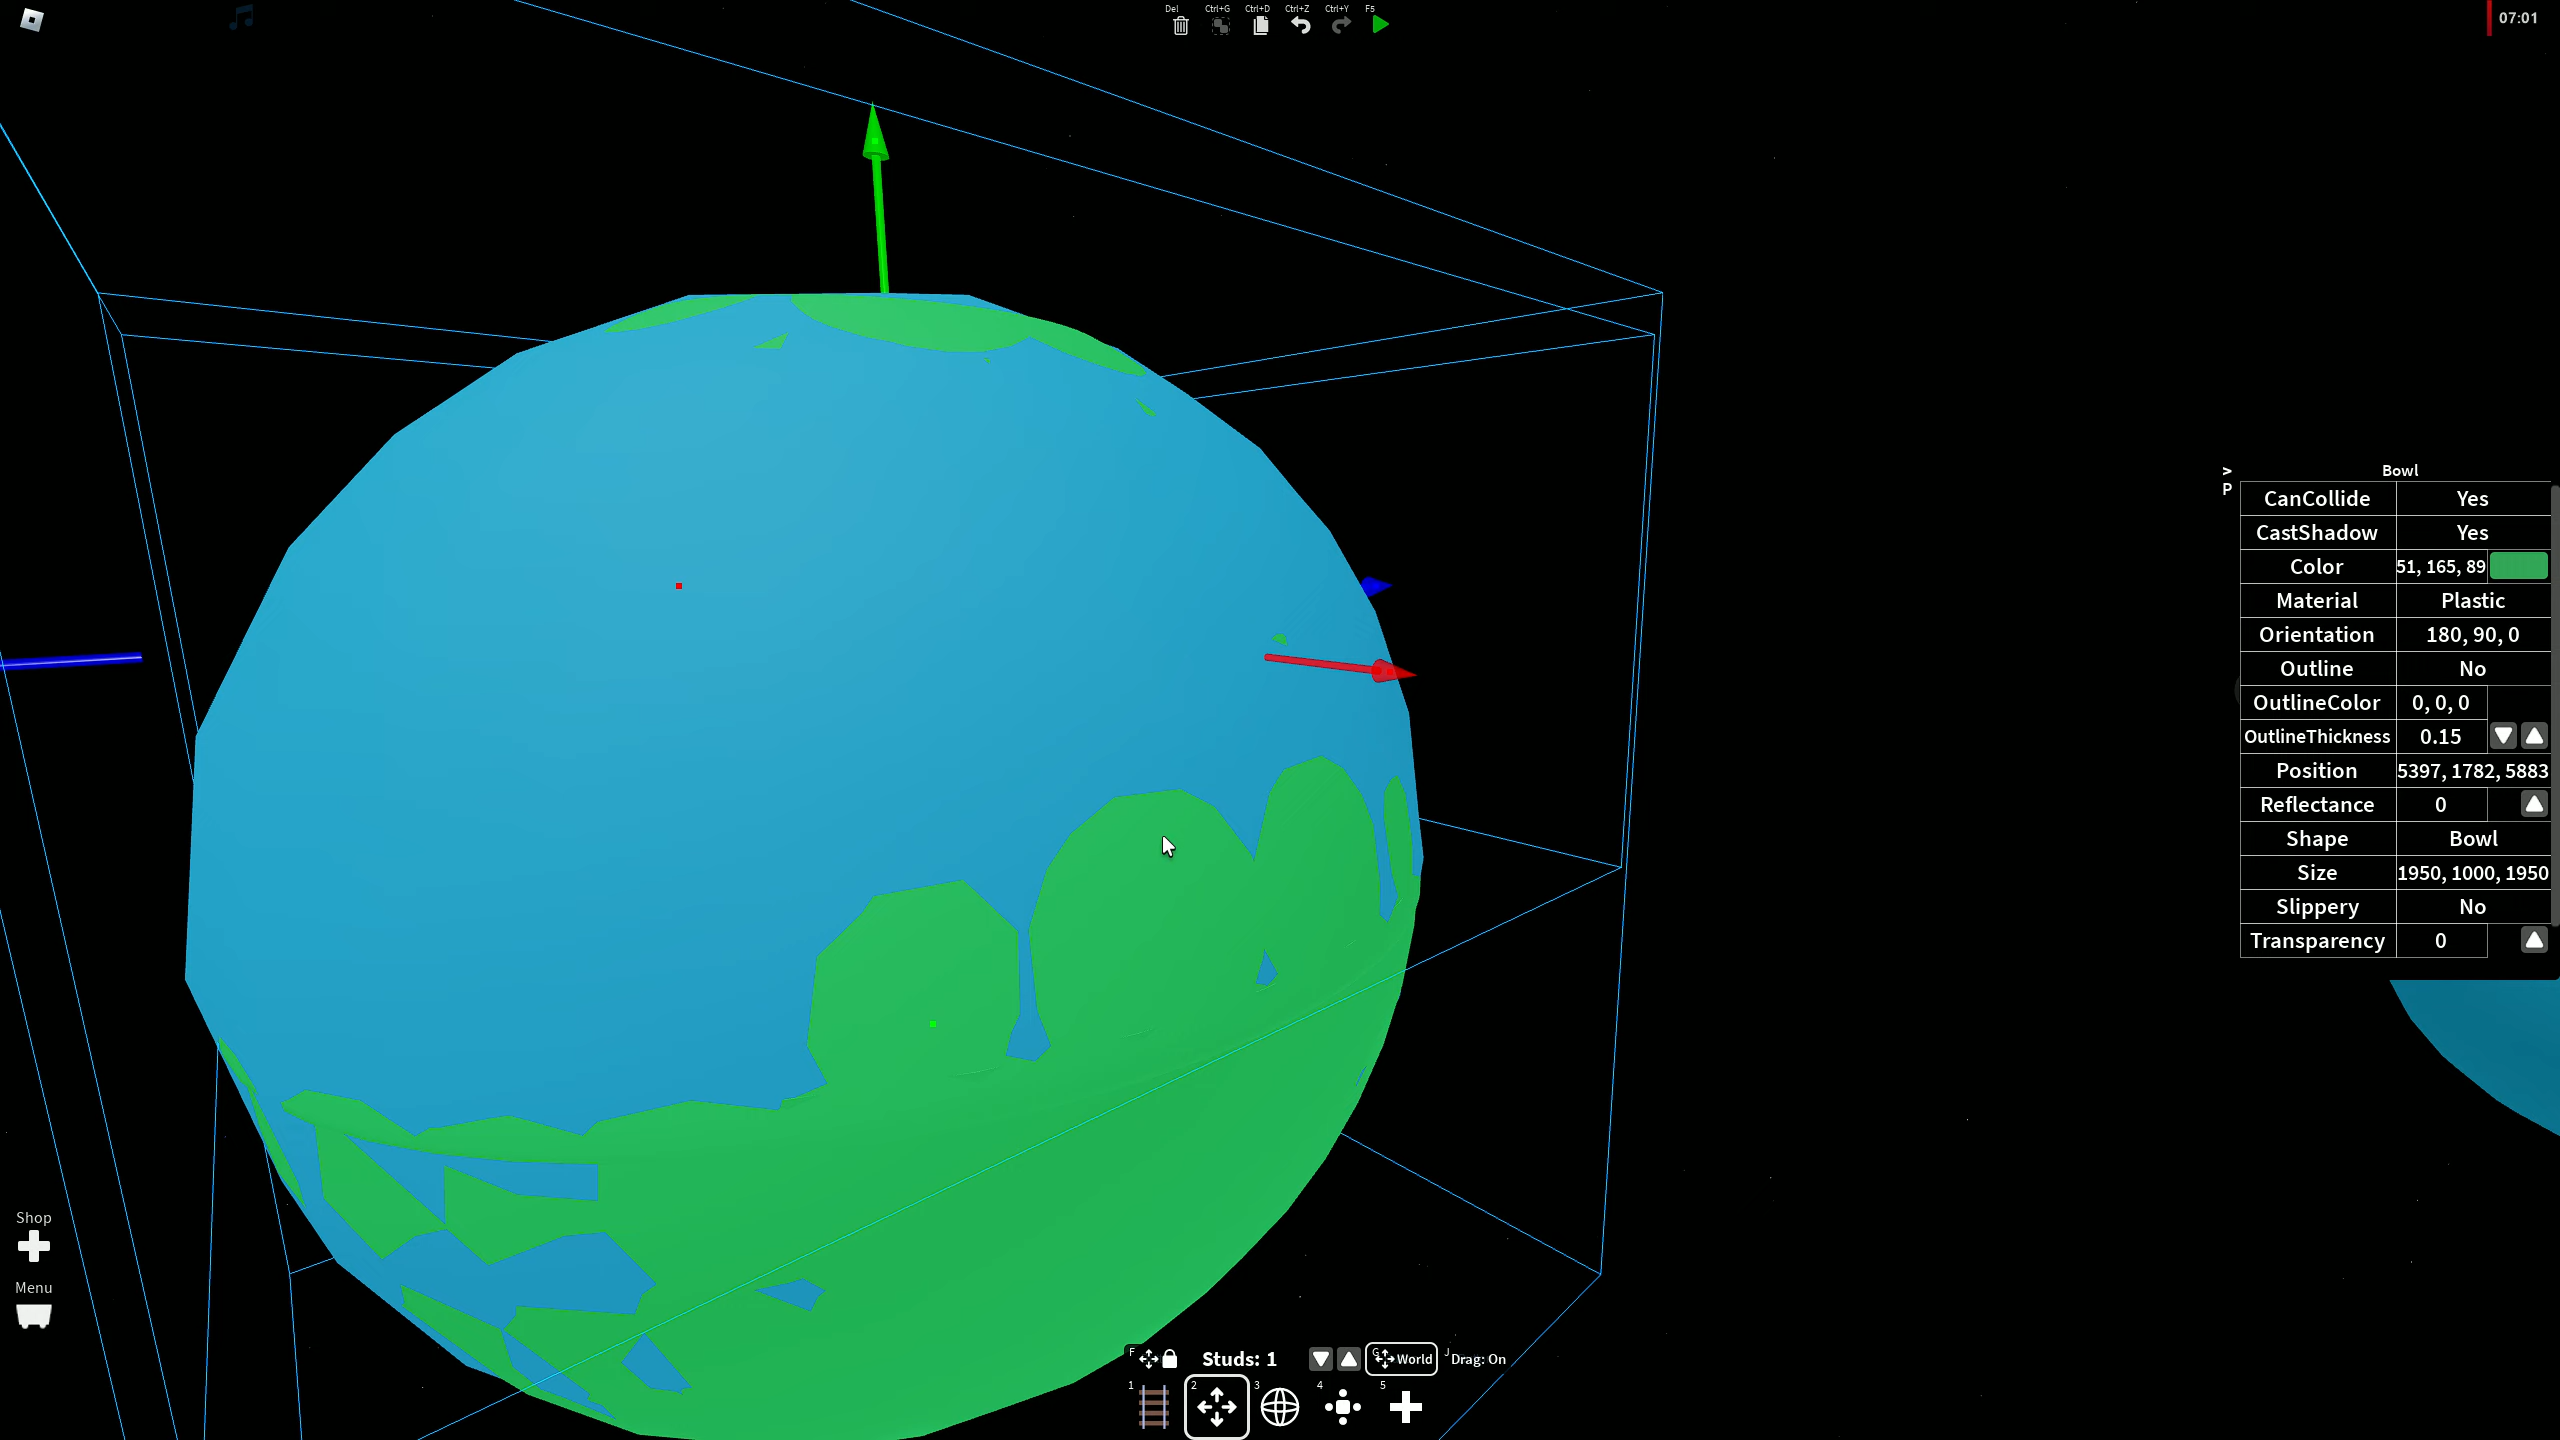 Del Ctrl+G Ctrl+D Ctrl+Z Ctrl+Y F5
07:01
> Bowl
P
CanCollide Yes
CastShadow Yes
Color 51, 165, 89
Material Plastic
Orientation 180, 90, 0
Outline No
OutlineColor 0, 0, 0
OutlineThickness 0.15
Position 5397, 1782, 5883
Reflectance 0
Shape Bowl
Size 1950, 1000, 1950
Slippery No
Transparency 0
Shop
Menu
F Studs: 1 G World J Drag: On
1 2 3 4 5